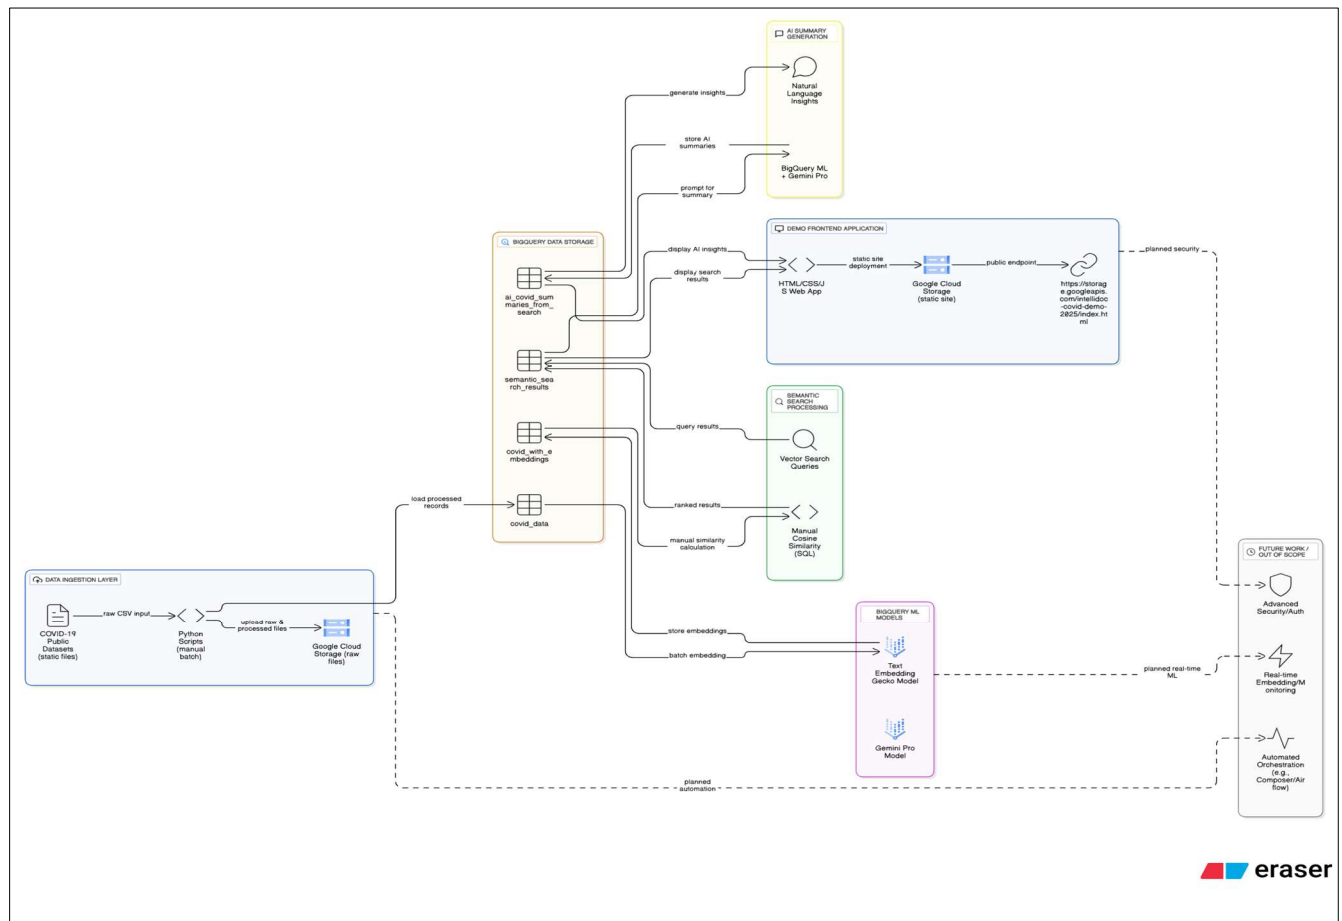 AI SUMMARY
GENERATION
Natural
Language
Insights
generate insights
store AI
summaries
BigQuery ML
+ Gemini Pro
prompt for
summary
DEMO FRONTEND APPLICATION
planned security
BIGQUERY DATA STORAGE
display AI insights
static site
deployment
public endpoint
display search
results
HTML/CSS/J
S Web App
Google Cloud
Storage
(static site)
https://storag
e.googleapis.
com/intellidoc
-covid-demo-
2025/index.ht
ml
ai_covid_sum
maries_from_
search
semantic_sea
rch_results
SEMANTIC
SEARCH
PROCESSING
query results
Vector Search
Queries
covid_with_e
mbeddings
load processed
records
covid_data
ranked results
manual similarity
calculation
Manual
Cosine
Similarity
(SQL)
FUTURE WORK /
OUT OF SCOPE
DATA INGESTION LAYER
raw CSV input
COVID-19
Public
Datasets
(static files)
Python
Scripts
(manual
batch)
upload raw &
processed files
Google Cloud
Storage (raw
files)
Advanced
Security/Auth
BIGQUERY ML
MODELS
store embeddings
batch embedding
Text
Embedding
Gecko Model
planned real-time
ML
Real-time
Embedding/M
onitoring
Gemini Pro
Model
planned
automation
Automated
Orchestration
(e.g.,
Composer/Air
flow)
eraser